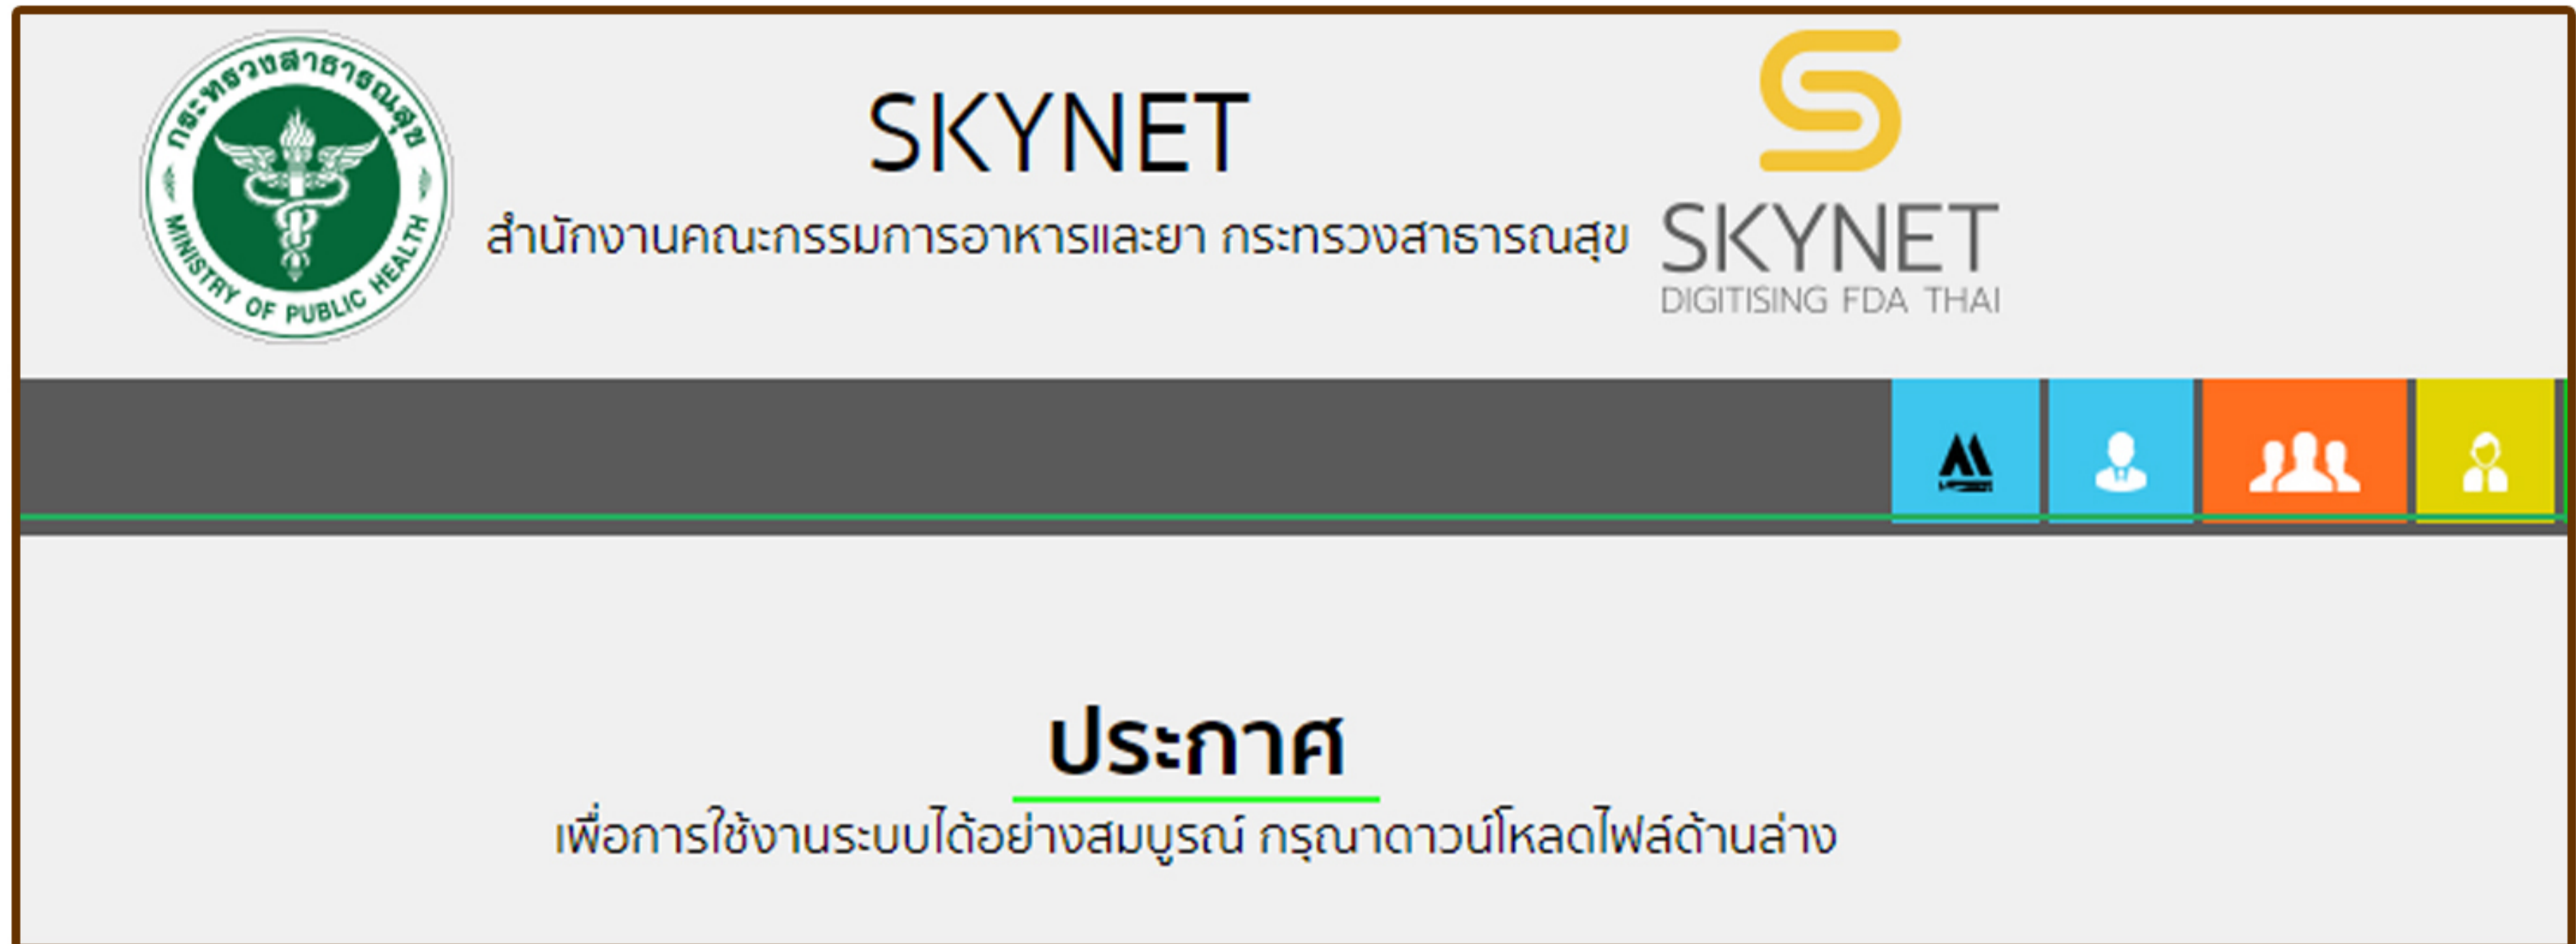 กระทรวงสาธารณสุข
MINISTRY OF PUBLIC HEALTH
SKYNET
สำนักงานคณะกรรมการอาหารและยา กระทรวงสาธารณสุข
SKYNET
DIGITISING FDA THAI
ประกาศ
เพื่อการใช้งานระบบได้อย่างสมบูรณ์ กรุณาดาวน์โหลดไฟล์ด้านล่าง